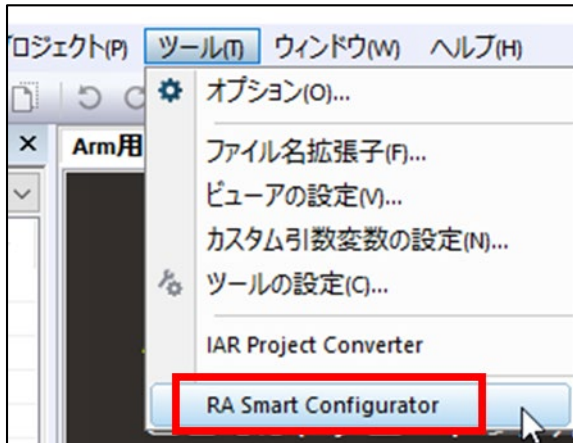 ロジェクト(P) ツール(T) ウィンドウ(W) ヘルプ(H)
オプション(O)...
Arm用
ファイル名拡張子(F)...
ビューアの設定(V)...
カスタム引数変数の設定(N)...
ツールの設定(C)...
IAR Project Converter
RA Smart Configurator